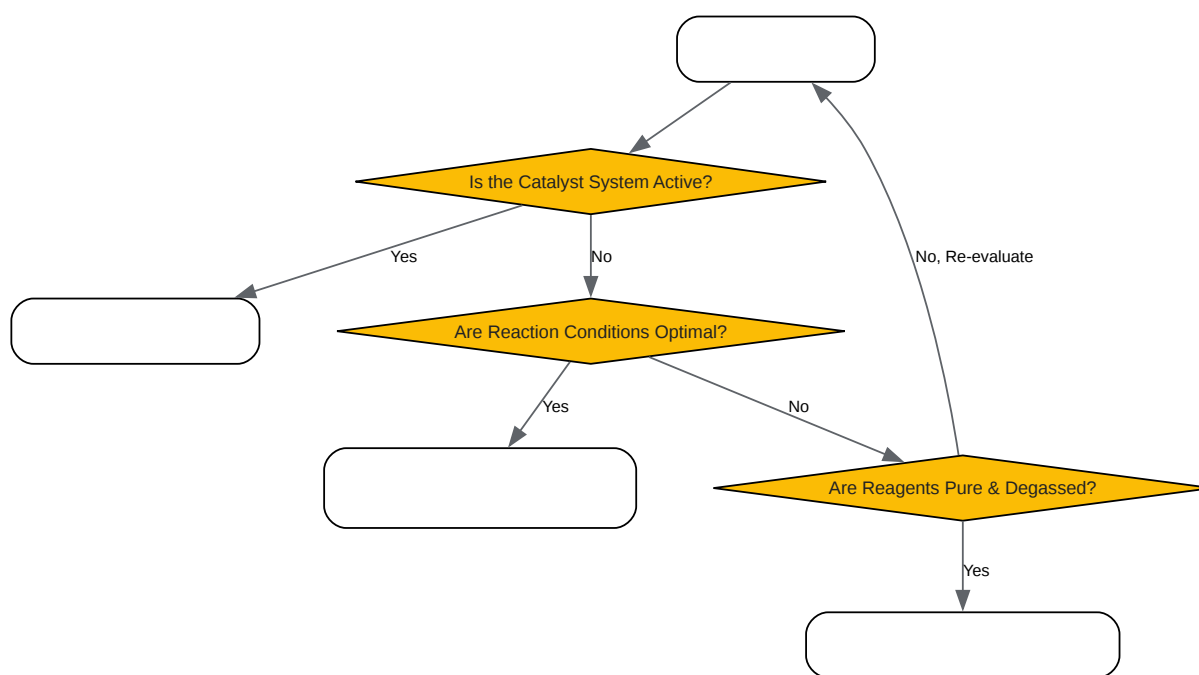 Is the Catalyst System Active?
Yes
No
No, Re-evaluate
Are Reaction Conditions Optimal?
Yes
No
Are Reagents Pure & Degassed?
Yes